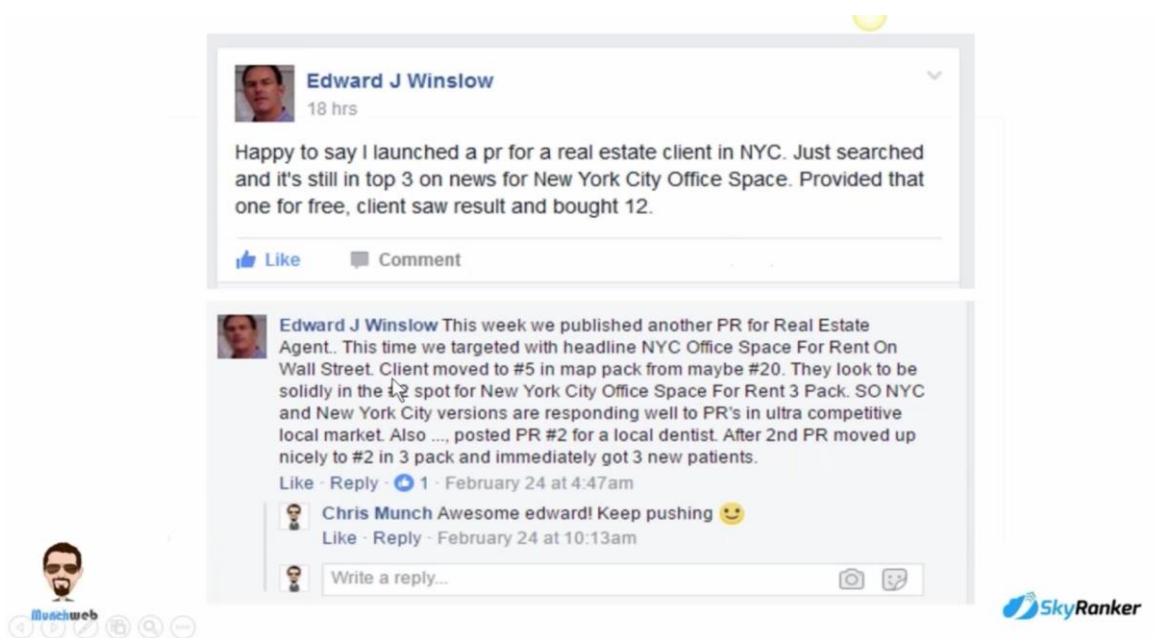 Edward J Winslow
18 hrs
Happy to say I launched a pr for a real estate client in NYC. Just searched
and it's still in top 3 on news for New York City Office Space. Provided that
one for free, client saw result and bought 12.
Like Comment
Edward J Winslow This week we published another PR for Real Estate
Agent.. This time we targeted with headline NYC Office Space For Rent On
Wall Street. Client moved to #5 in map pack from maybe #20. They look to be
solidly in the #2 spot for New York City Office Space For Rent 3 Pack. SO NYC
and New York City versions are responding well to PR's in ultra competitive
local market. Also ..., posted PR #2 for a local dentist. After 2nd PR moved up
nicely to #2 in 3 pack and immediately got 3 new patients.
Like · Reply · 1 · February 24 at 4:47am
Chris Munch Awesome edward! Keep pushing
Like · Reply · February 24 at 10:13am
Write a reply...
Munchweb
SkyRanker